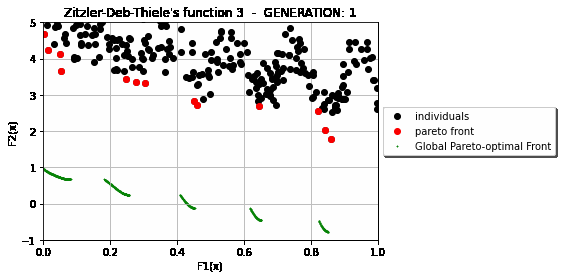 Zitzler-Deb-Thiele's function 3 - GENERATION: 1
5
4
3
2
1
0
−1
F2(x)
0.0 0.2 0.4 0.6 0.8 1.0
F1(x)
individuals
pareto front
Global Pareto-optimal Front